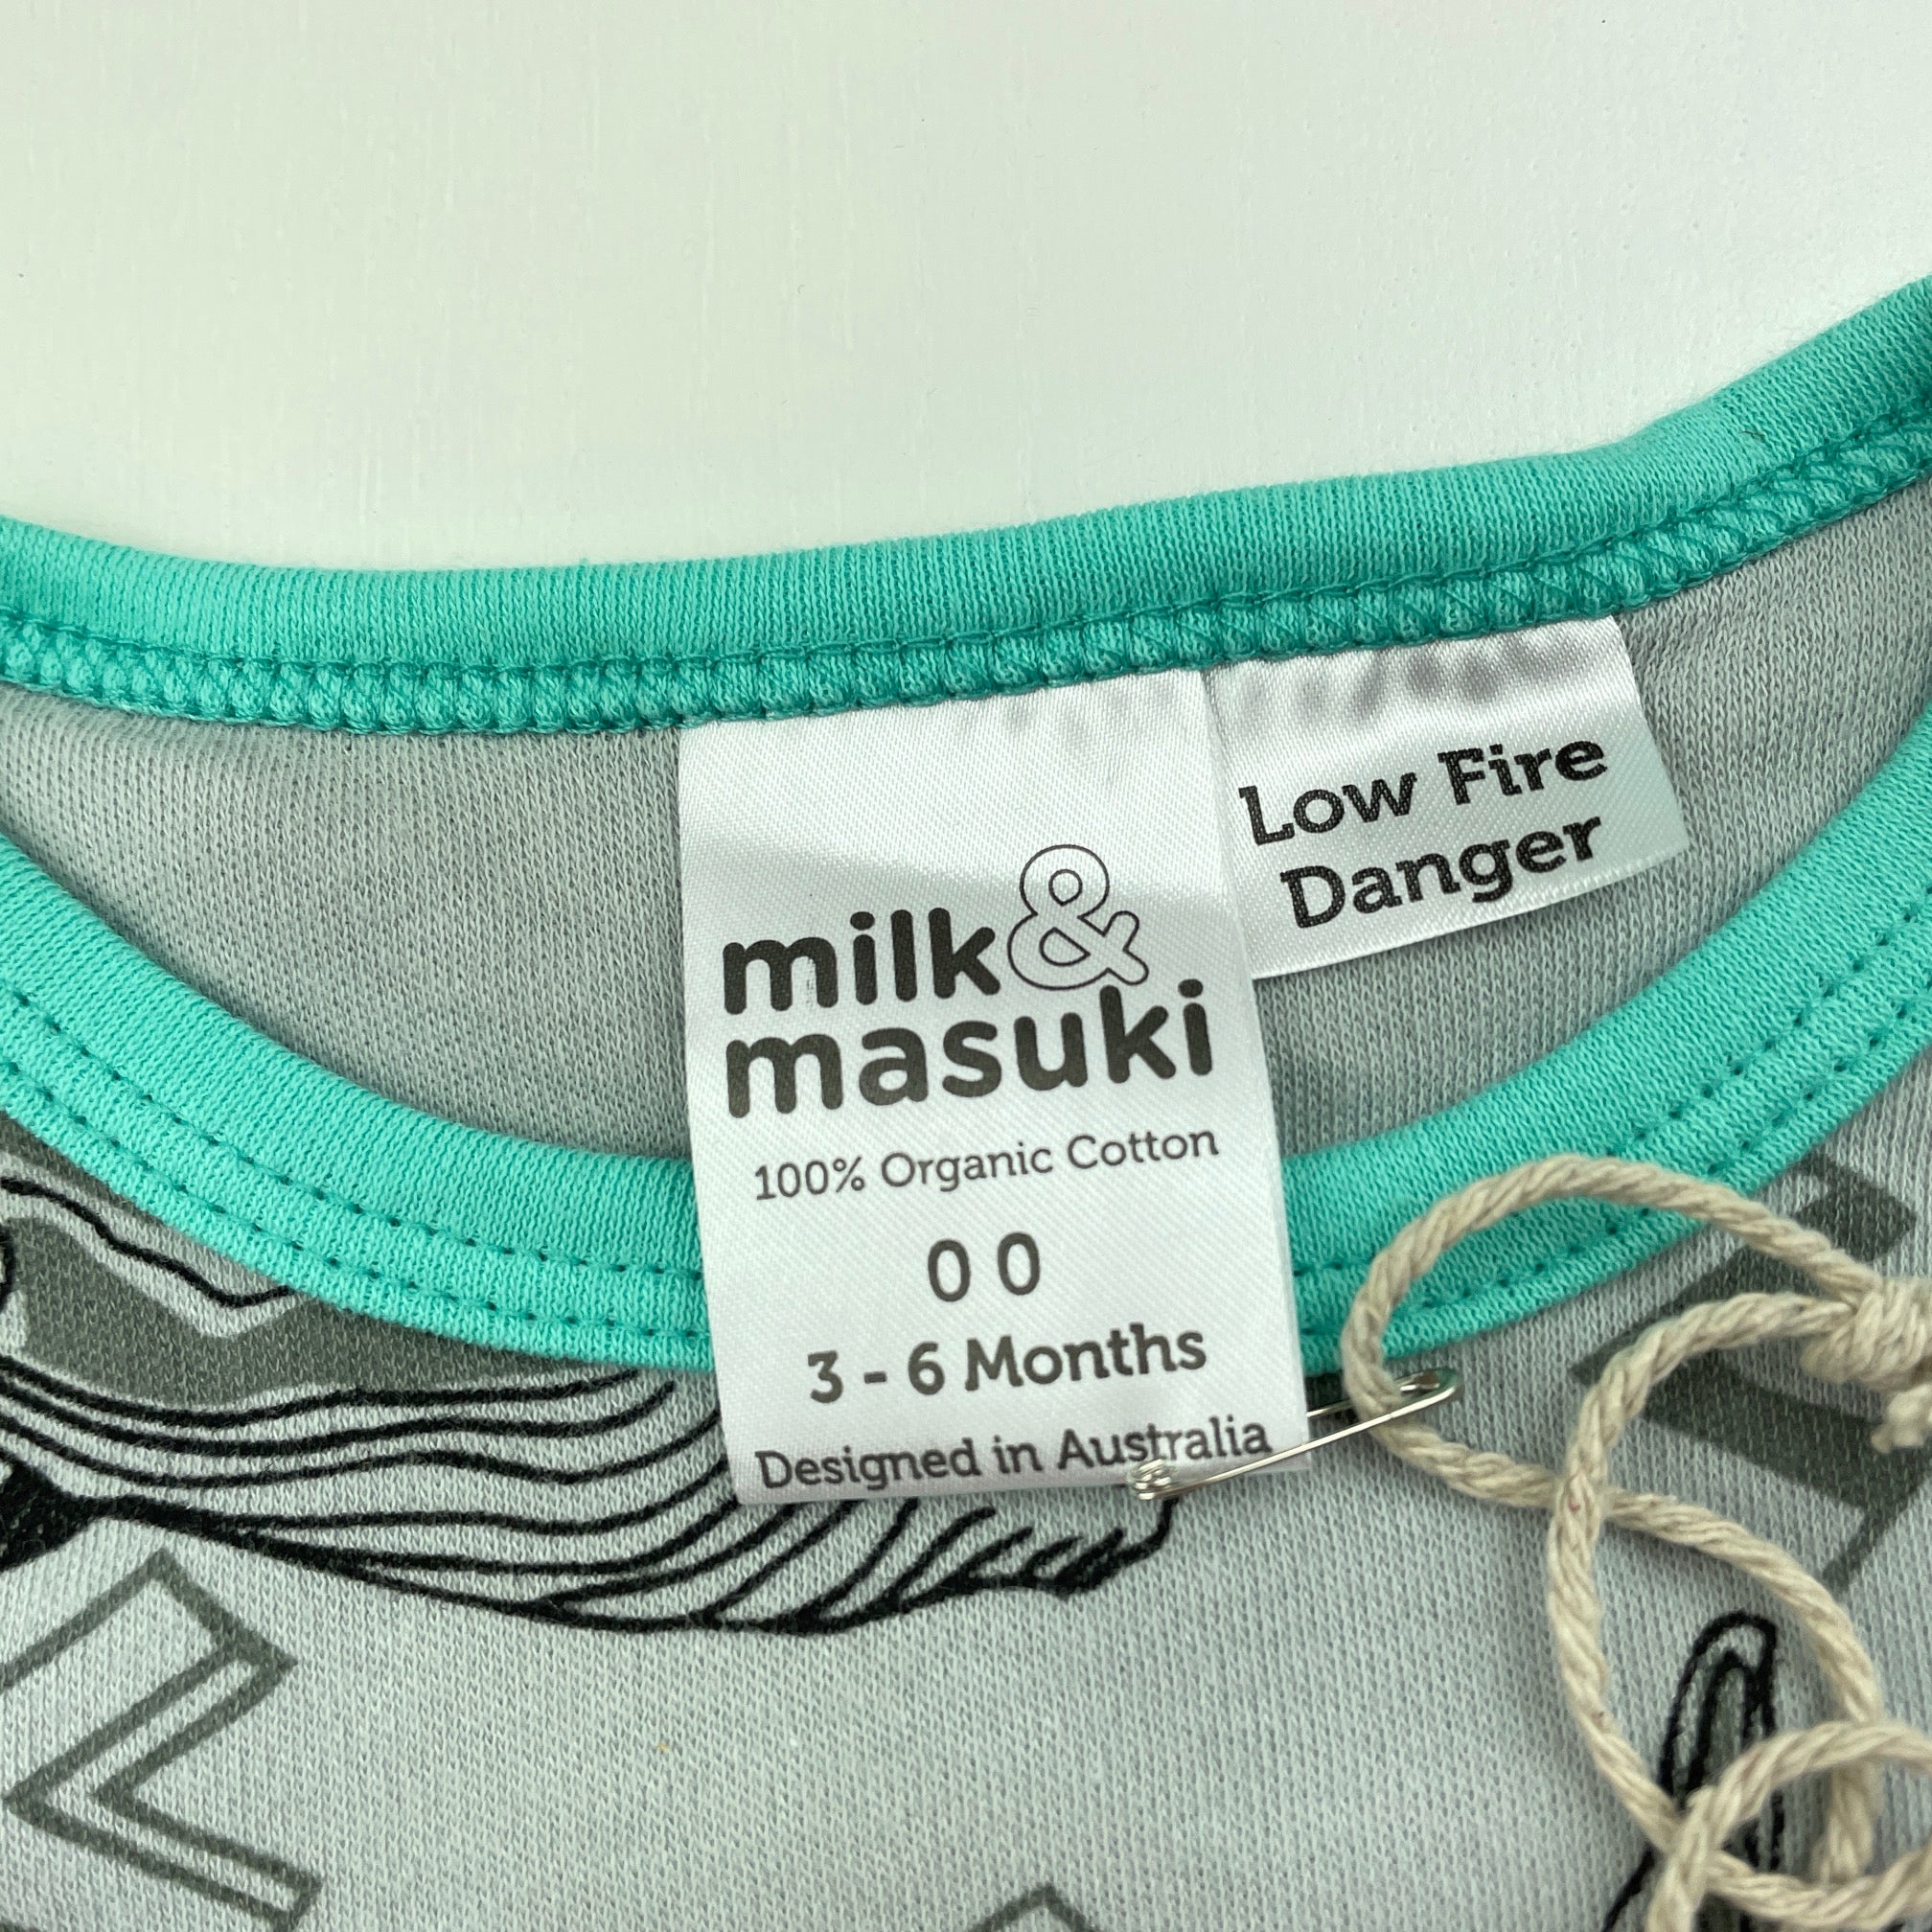 milk&
masuki
100% Organic Cotton
0 0
3 - 6 Months
Designed in Australia
Low Fire
Danger